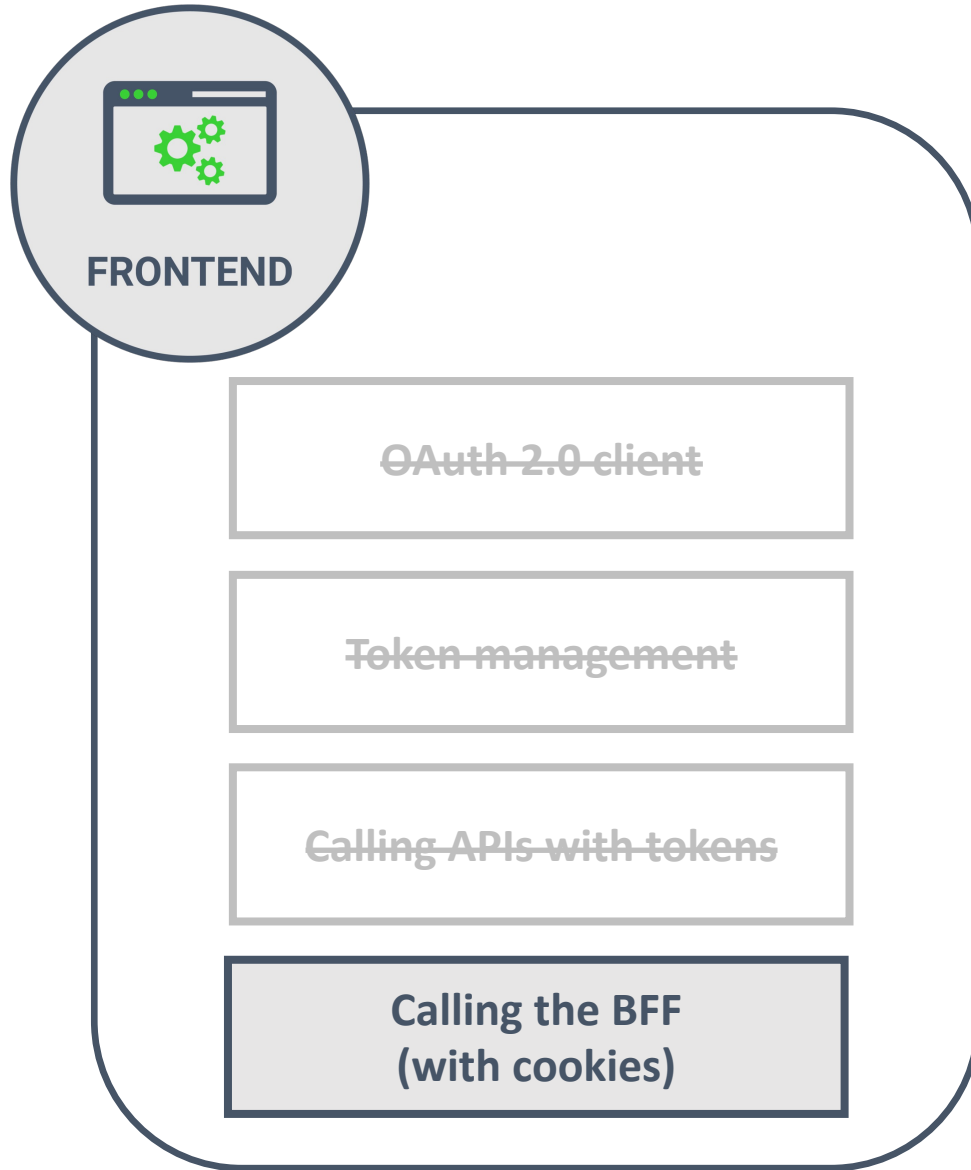 FRONTEND
OAuth 2.0 client
Token management
Calling APIs with tokens
Calling the BFF
(with cookies)